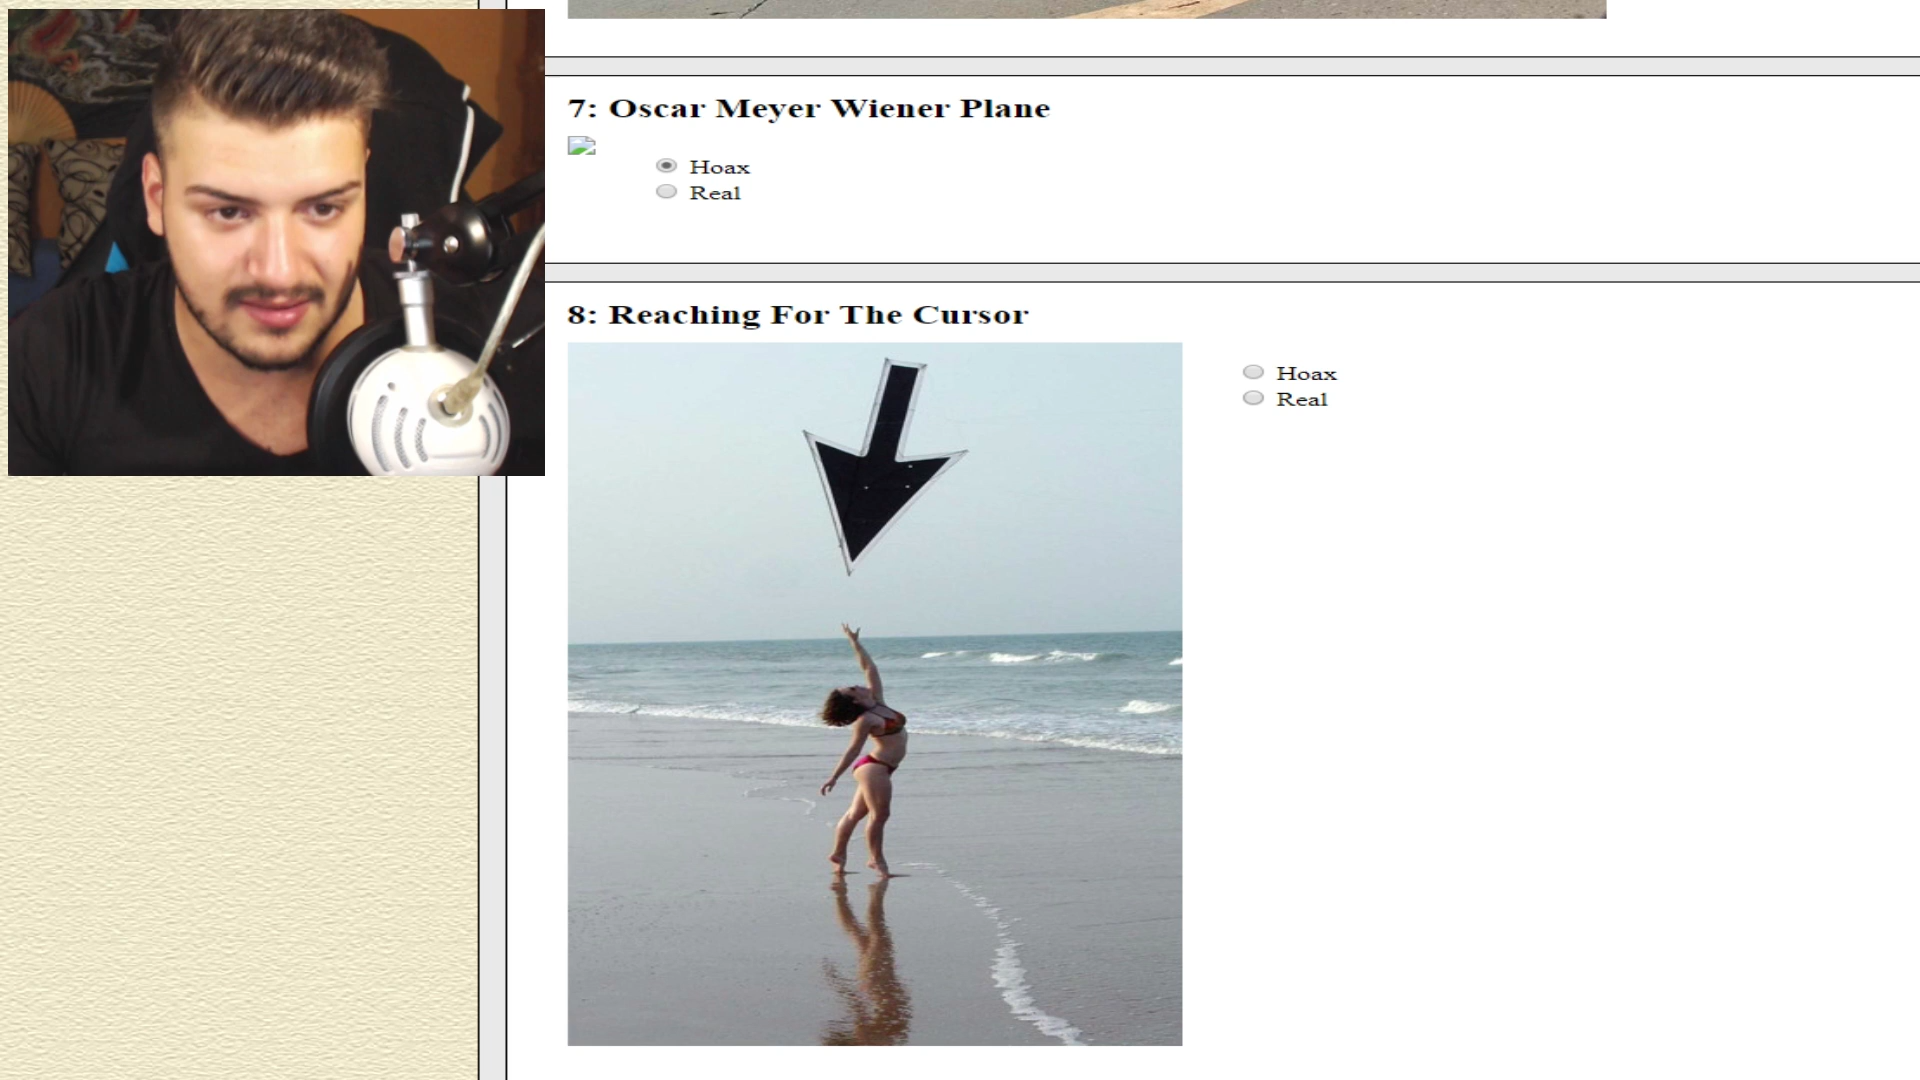 7: Oscar Meyer Wiener Plane
Hoax
Real
8: Reaching For The Cursor
Hoax
Real